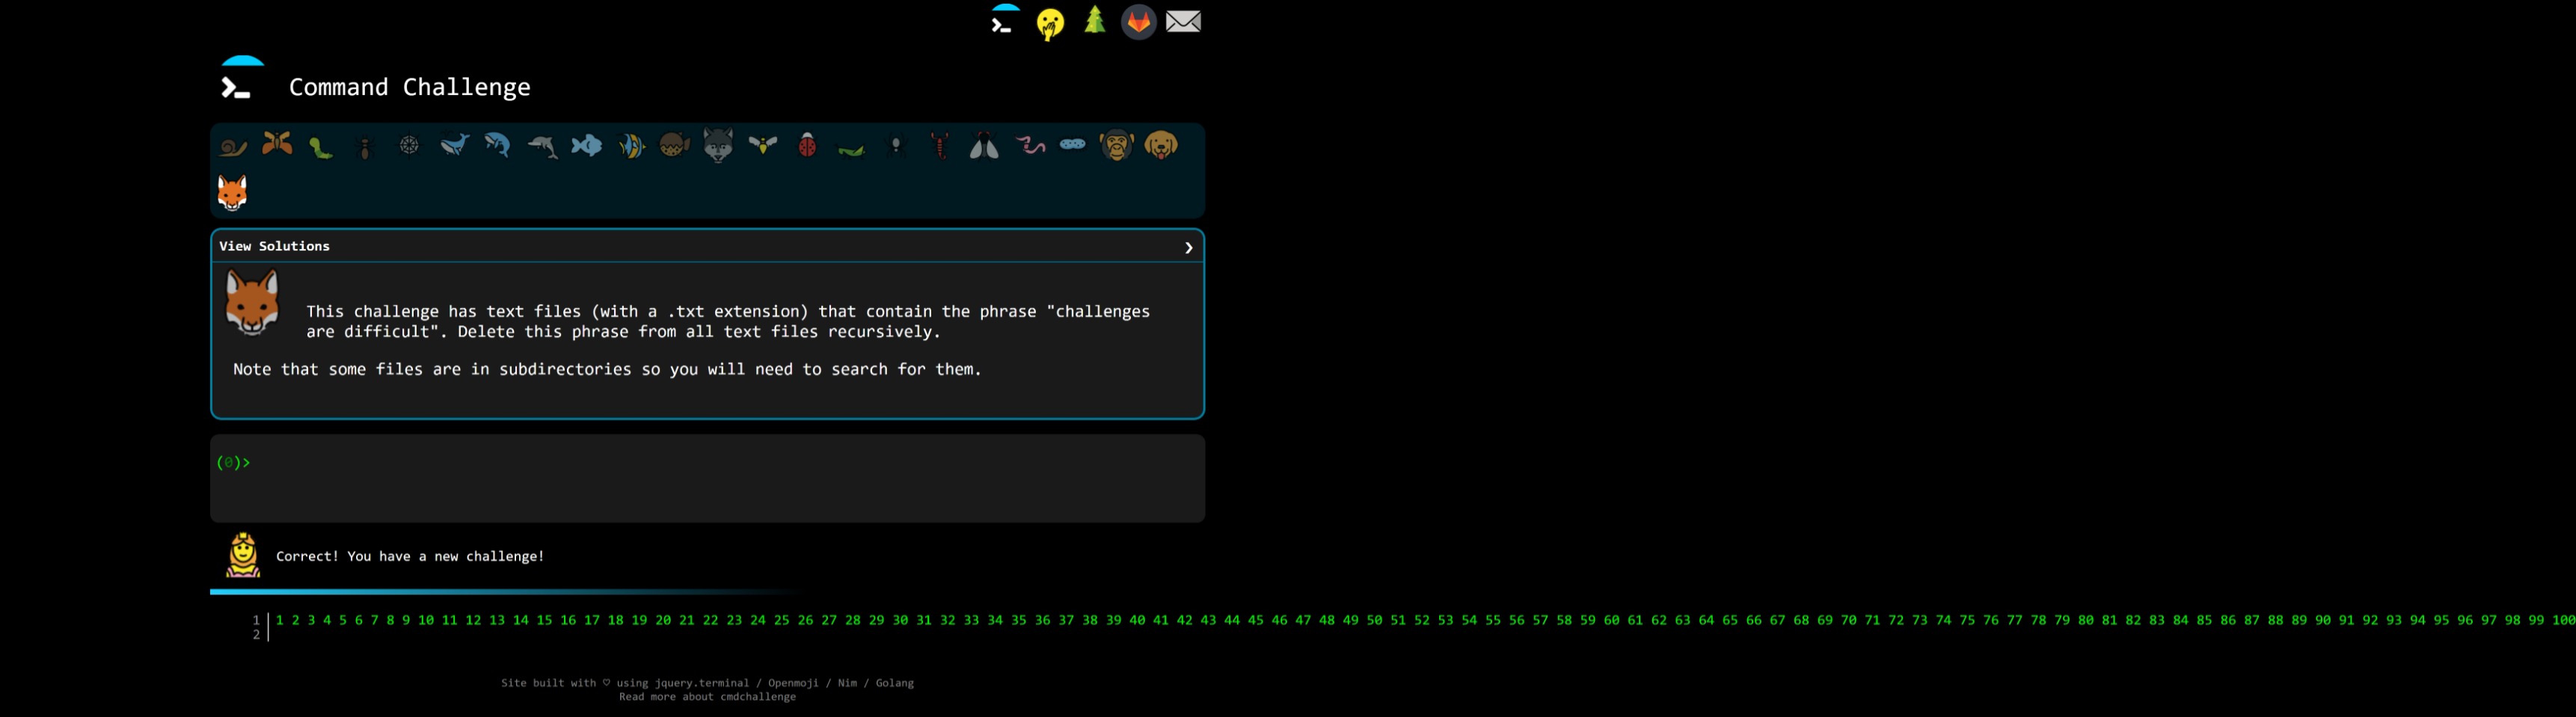 Command Challenge
View Solutions ❯
This challenge has text files (with a .txt extension) that contain the phrase "challenges
are difficult". Delete this phrase from all text files recursively.
Note that some files are in subdirectories so you will need to search for them.
(0)>
Correct! You have a new challenge!
1 1 2 3 4 5 6 7 8 9 10 11 12 13 14 15 16 17 18 19 20 21 22 23 24 25 26 27 28 29 30 31 32 33 34 35 36 37 38 39 40 41 42 43 44 45 46 47 48 49 50 51 52 53 54 55 56 57 58 59 60 61 62 63 64 65 66 67 68 69 70 71 72 73 74 75 76 77 78 79 80 81 82 83 84 85 86 87 88 89 90 91 92 93 94 95 96 97 98 99 100
2
Site built with ♡ using jquery.terminal / Openmoji / Nim / Golang
Read more about cmdchallenge